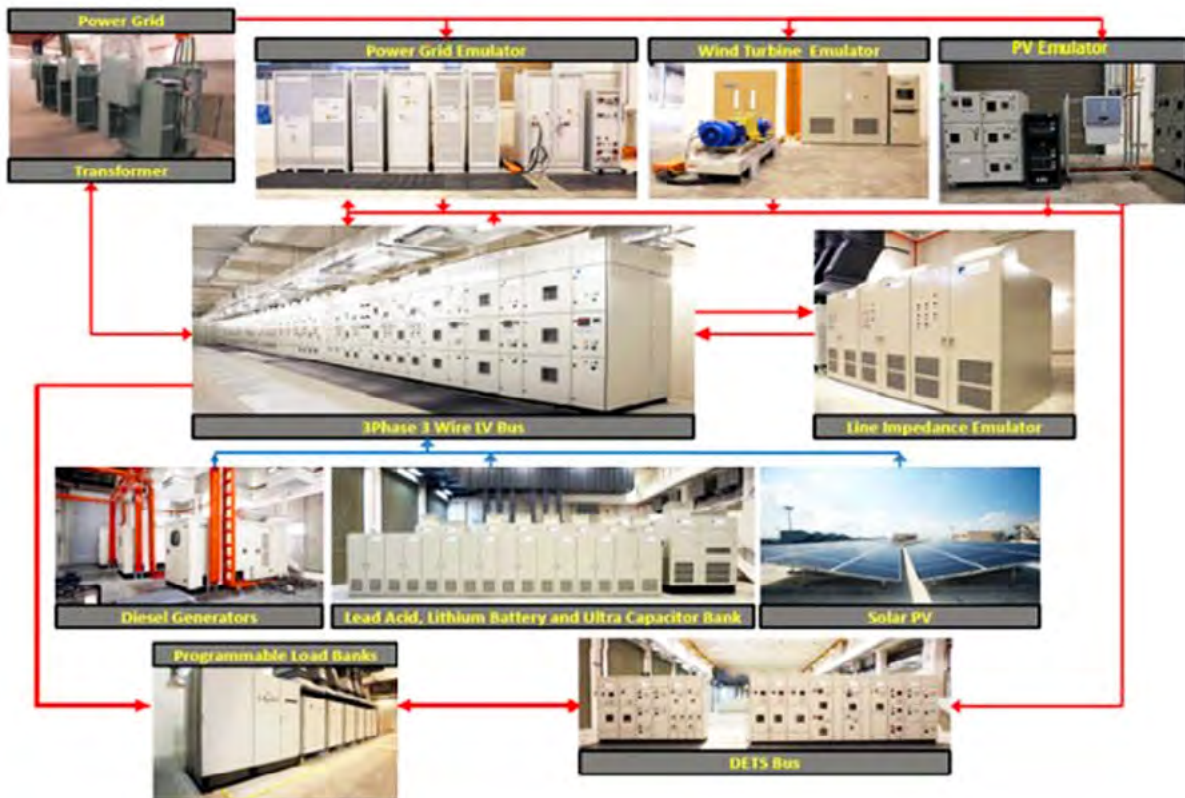 Power Grid
Power Grid Emulator
Wind Turbine Emulator
PV Emulator
Transformer
3Phase 3 Wire LV Bus
Line Impedance Emulator
Diesel Generators
Lead Acid, Lithium Battery and Ultra Capacitor Bank
Solar PV
Programmable Load Banks
DETS Bus